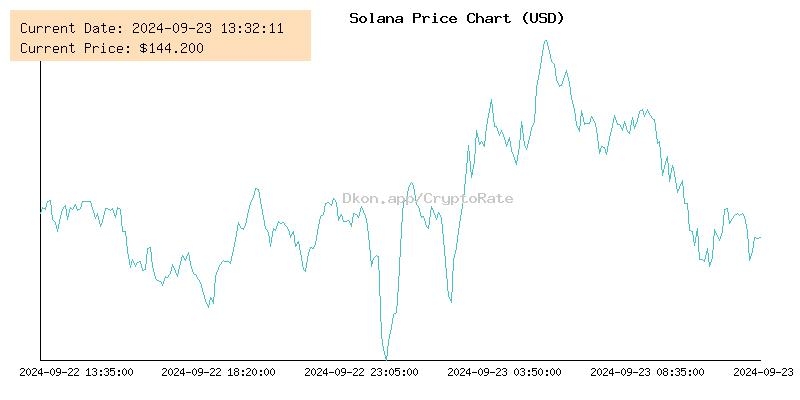 Solana Price Chart (USD)
Current Date: 2024-09-23 13:32:11
Current Price: $144.200
Dkon.app/CryptoRate
2024-09-22 13:35:00 2024-09-22 18:20:00 2024-09-22 23:05:00 2024-09-23 03:50:00 2024-09-23 08:35:00 2024-09-23